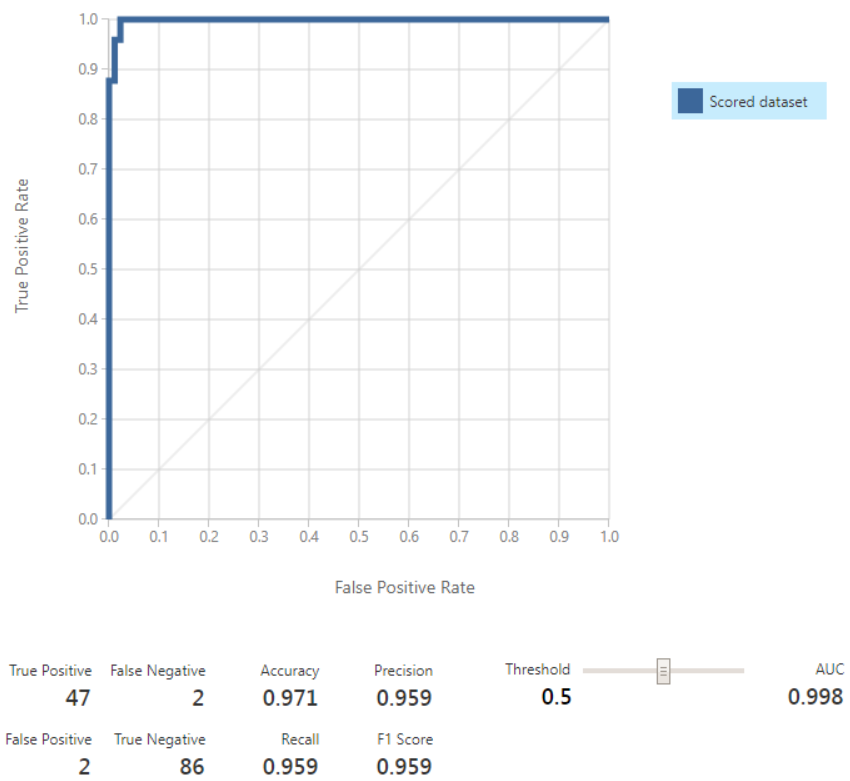 1.0
0.9
0.8
0.7
0.6
0.5
0.4
0.3
0.2
0.1
0.0
True Positive Rate
0.0 0.1 0.2 0.3 0.4 0.5 0.6 0.7 0.8 0.9 1.0
False Positive Rate
Scored dataset
True Positive False Negative Accuracy Precision Threshold AUC
47 2 0.971 0.959 0.5 0.998
False Positive True Negative Recall F1 Score
2 86 0.959 0.959